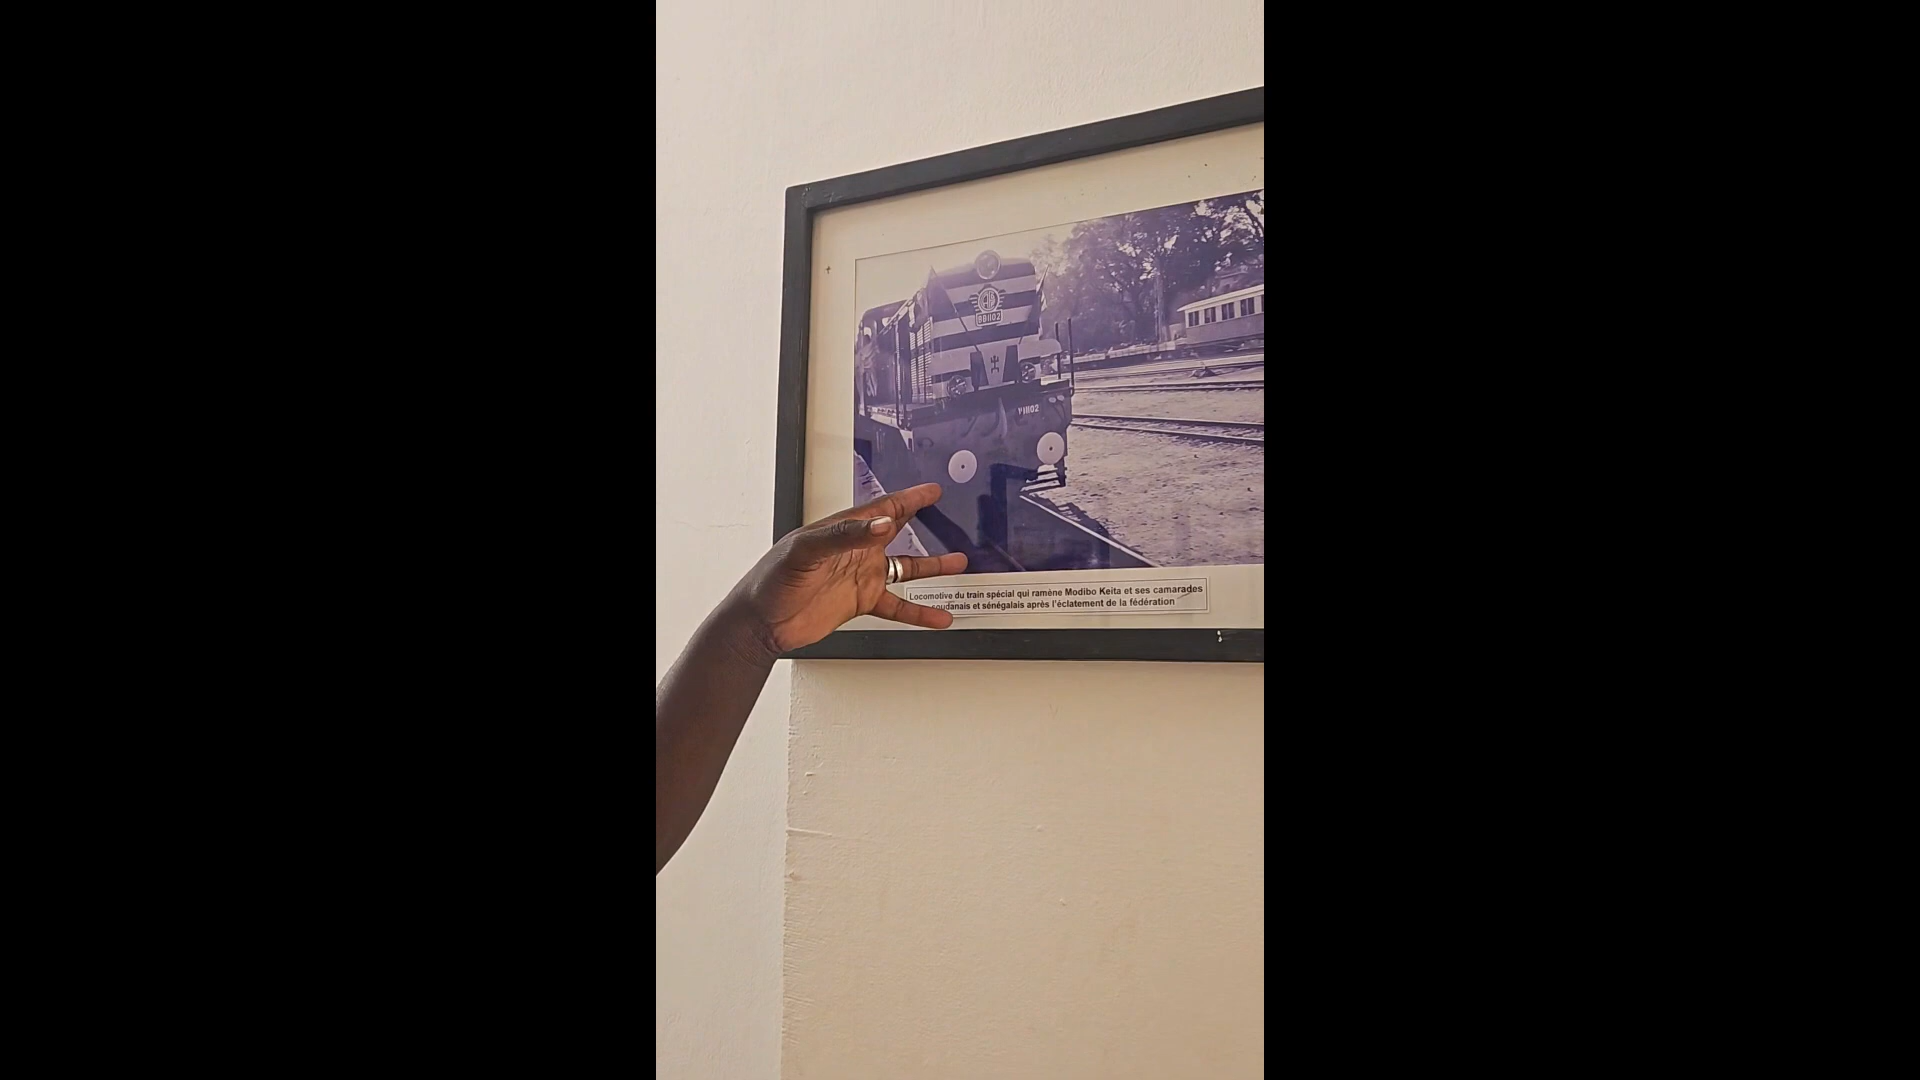 BB1102
1102
Locomotive du train spécial qui ramène Modibo Keita et ses camarades
soudanais et sénégalais après l'éclatement de la fédération